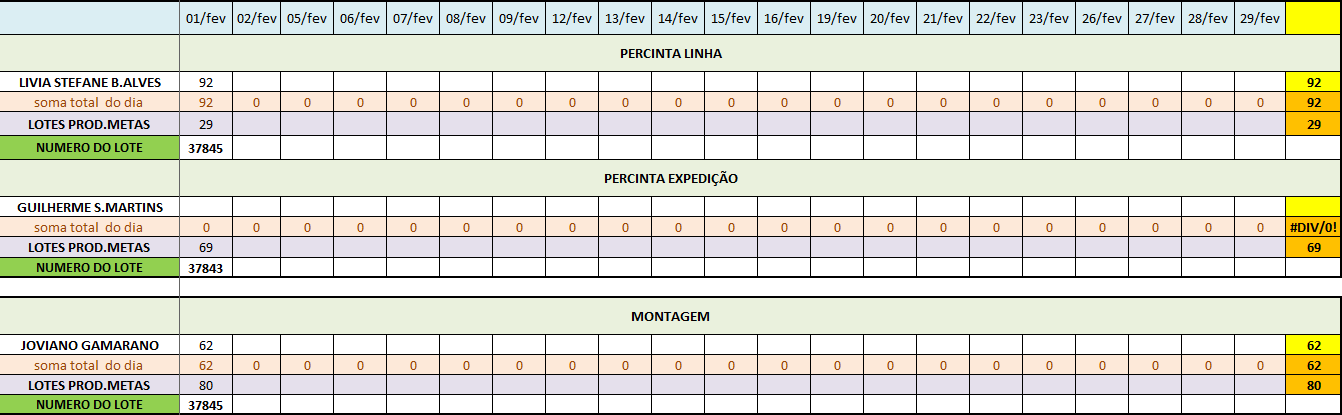 01/fev 02/fev 05/fev 06/fev 07/fev 08/fev 09/fev 12/fev 13/fev 14/fev 15/fev 16/fev 19/fev 20/fev 21/fev 22/fev 23/fev 26/fev 27/fev 28/fev 29/fev
PERCINTA LINHA
LIVIA STEFANE B.ALVES 92 92
soma total do dia 92 0 0 0 0 0 0 0 0 0 0 0 0 0 0 0 0 0 0 0 0 92
LOTES PROD.METAS 29 29
NUMERO DO LOTE 37845
PERCINTA EXPEDIÇÃO
GUILHERME S.MARTINS
soma total do dia 0 0 0 0 0 0 0 0 0 0 0 0 0 0 0 0 0 0 0 0 0 #DIV/0!
LOTES PROD.METAS 69 69
NUMERO DO LOTE 37843
MONTAGEM
JOVIANO GAMARANO 62 62
soma total do dia 62 0 0 0 0 0 0 0 0 0 0 0 0 0 0 0 0 0 0 0 0 62
LOTES PROD.METAS 80 80
NUMERO DO LOTE 37845